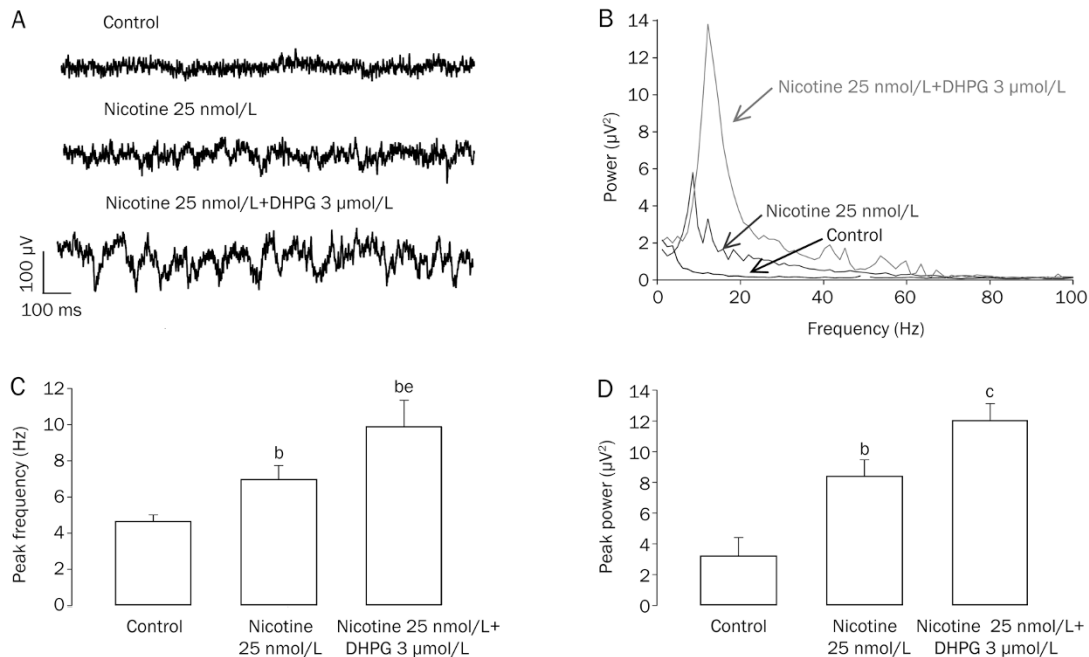 A
Control
Nicotine 25 nmol/L
Nicotine 25 nmol/L+DHPG 3 µmol/L
100 µV
100 ms
B
14
12
10
8
6
4
2
0
Power (µV²)
Nicotine 25 nmol/L+DHPG 3 µmol/L
Nicotine 25 nmol/L
Control
0 20 40 60 80 100
Frequency (Hz)
C
12
10
8
6
4
2
0
Peak frequency (Hz)
b
be
Control
Nicotine
25 nmol/L
Nicotine 25 nmol/L+
DHPG 3 µmol/L
D
14
12
10
8
6
4
2
0
Peak power (µV²)
b
c
Control
Nicotine
25 nmol/L
Nicotine 25 nmol/L+
DHPG 3 µmol/L